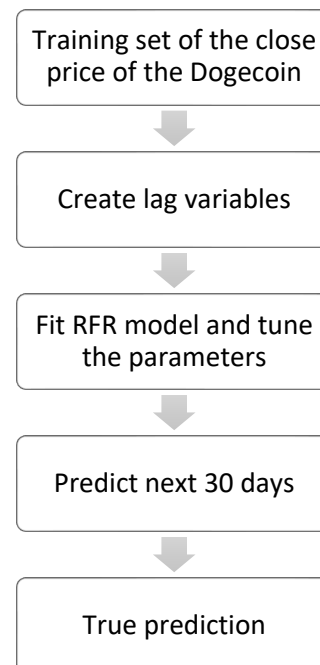 Training set of the close
price of the Dogecoin
Create lag variables
Fit RFR model and tune
the parameters
Predict next 30 days
True prediction